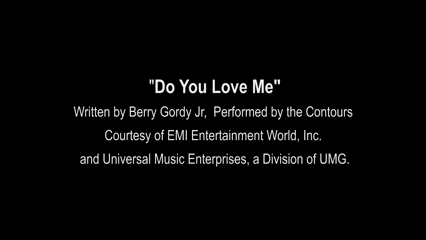 "Do You Love Me"
Written by Berry Gordy Jr,  Performed by the Contours
Courtesy of EMI Entertainment World, Inc.
and Universal Music Enterprises, a Division of UMG.